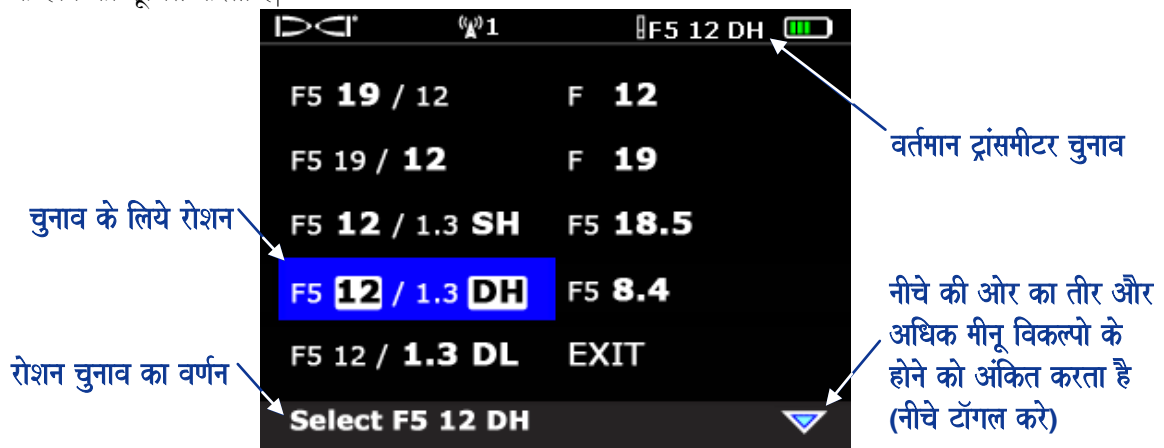 DCI 1 F5 12 DH
F5 19 / 12 F 12
वर्तमान ट्रांसमीटर चुनाव
F5 19 / 12 F 19
चुनाव के लिये रोशन
F5 12 / 1.3 SH F5 18.5
F5 12 / 1.3 DH F5 8.4
नीचे की ओर का तीर और
अधिक मीनू विकल्पो के
होने को अंकित करता है
(नीचे टॉगल करे)
F5 12 / 1.3 DL EXIT
रोशन चुनाव का वर्णन
Select F5 12 DH